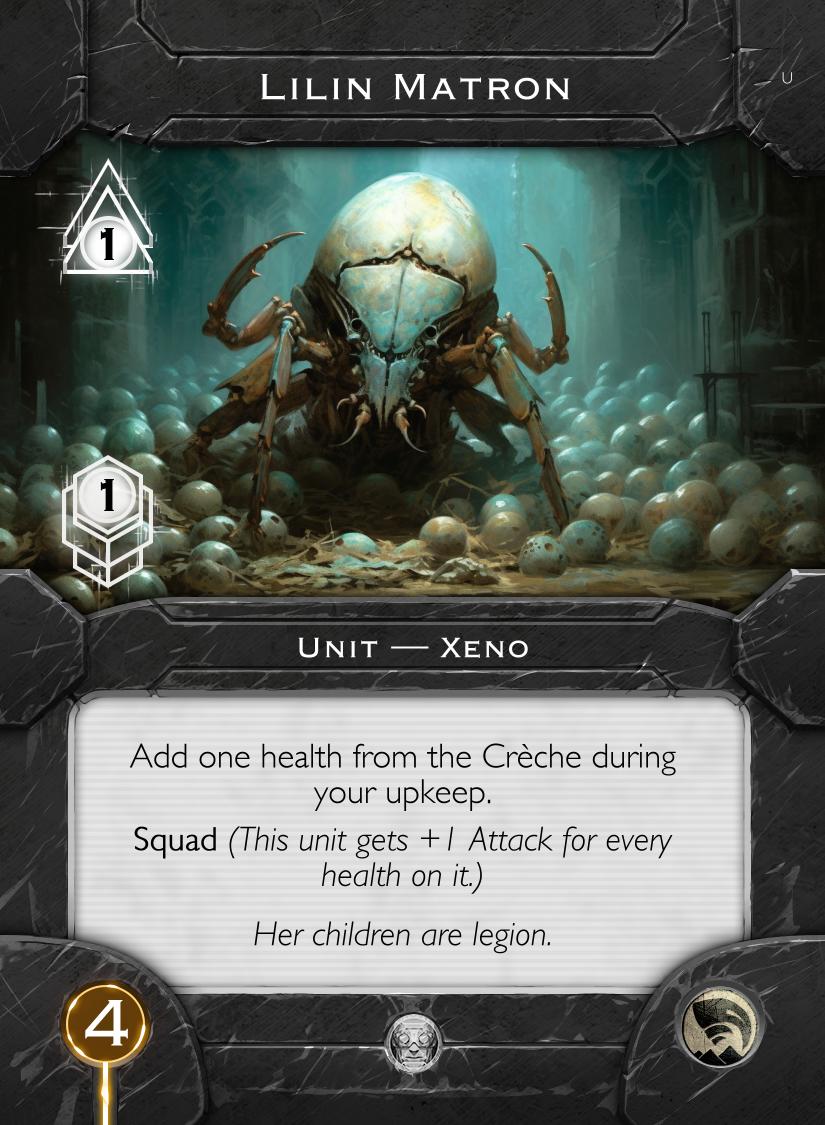 Lilin Matron
U
1
1
Unit — Xeno
Add one health from the Crèche during
your upkeep.
Squad (This unit gets +1 Attack for every
health on it.)
Her children are legion.
4